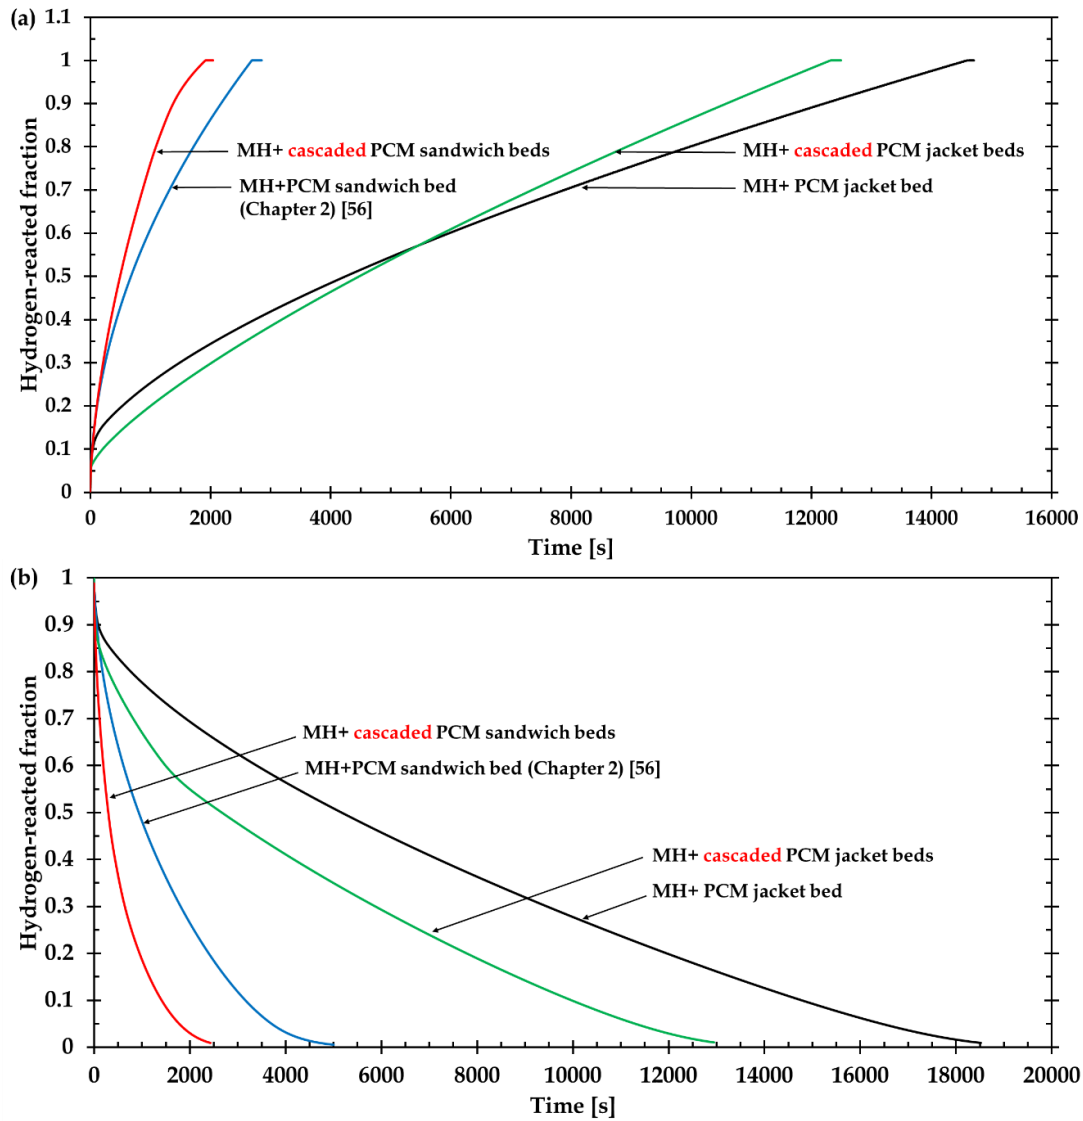 (a)
1.1
1
0.9
0.8
0.7
0.6
0.5
0.4
0.3
0.2
0.1
0
Hydrogen-reacted fraction
MH+ cascaded PCM sandwich beds
MH+PCM sandwich bed
(Chapter 2) [56]
MH+ cascaded PCM jacket beds
MH+ PCM jacket bed
0 2000 4000 6000 8000 10000 12000 14000 16000
Time [s]
(b)
1
0.9
0.8
0.7
0.6
0.5
0.4
0.3
0.2
0.1
0
Hydrogen-reacted fraction
MH+ cascaded PCM sandwich beds
MH+PCM sandwich bed (Chapter 2) [56]
MH+ cascaded PCM jacket beds
MH+ PCM jacket bed
0 2000 4000 6000 8000 10000 12000 14000 16000 18000 20000
Time [s]